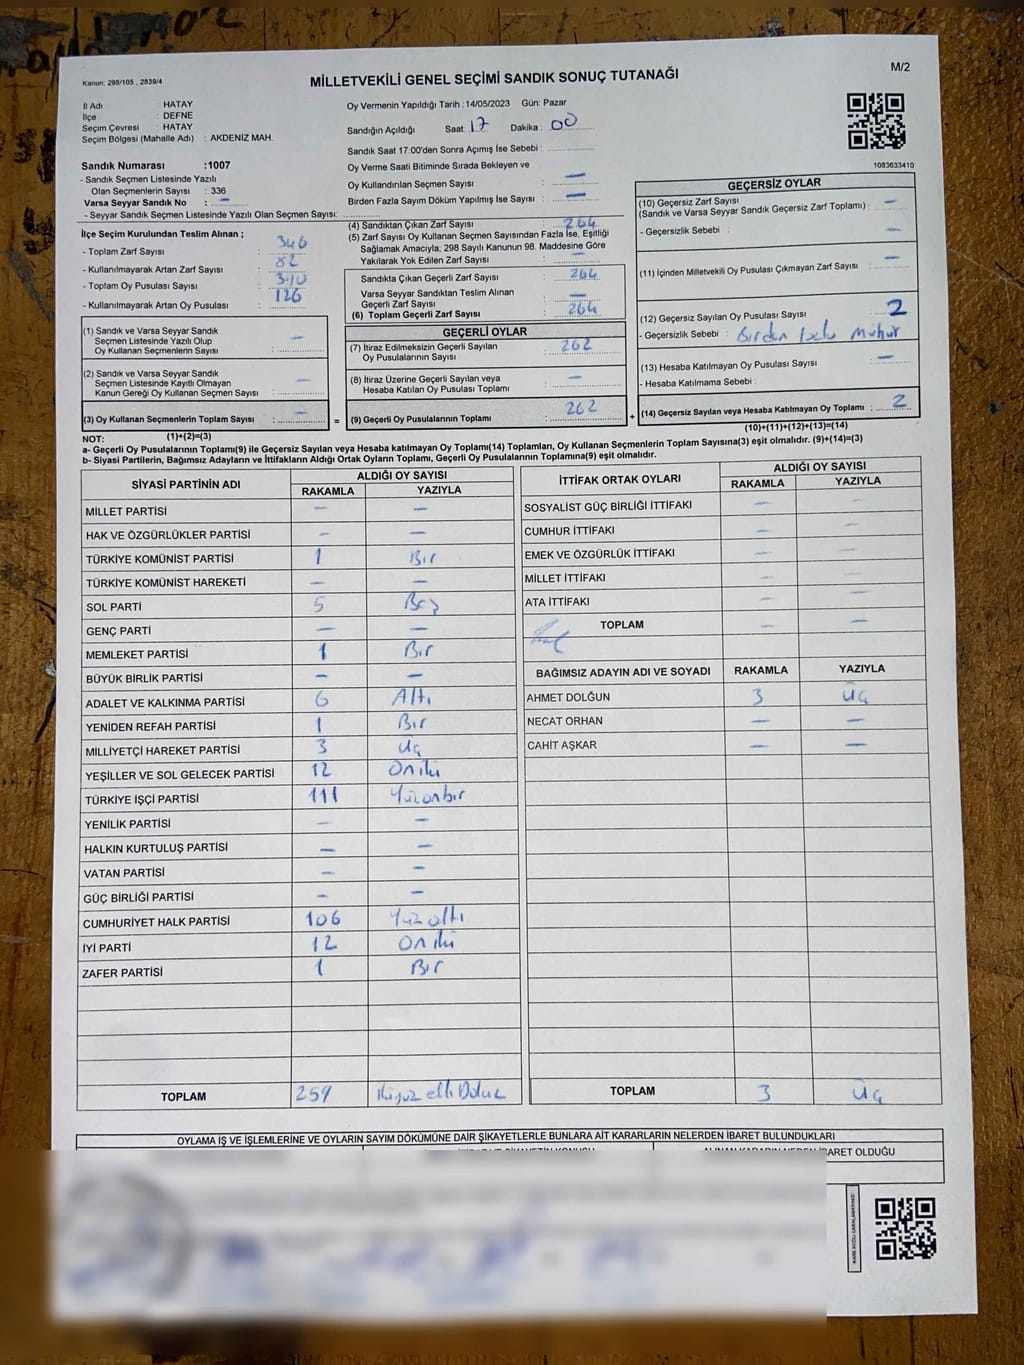 Kanun: 298/105 , 2839/4
MİLLETVEKİLİ GENEL SEÇİMİ SANDIK SONUÇ TUTANAĞI
M/2
İl Adı : HATAY
İlçe : DEFNE
Seçim Çevresi : HATAY
Seçim Bölgesi (Mahalle Adı) : AKDENİZ MAH.
Sandık Numarası :1007
- Sandık Seçmen Listesinde Yazılı
Olan Seçmenlerin Sayısı : 336
Varsa Seyyar Sandık No : —
- Seyyar Sandık Seçmen Listesinde Yazılı Olan Seçmen Sayısı:
Oy Vermenin Yapıldığı Tarih : 14/05/2023 Gün: Pazar
Sandığın Açıldığı Saat : 17 Dakika : 00
Sandık Saat 17:00'den Sonra Açımış İse Sebebi :
Oy Verme Saati Bitiminde Sırada Bekleyen ve
Oy Kullandırılan Seçmen Sayısı : —
Birden Fazla Sayım Döküm Yapılmış İse Sayısı : —
1083633410
İlçe Seçim Kurulundan Teslim Alınan ;
- Toplam Zarf Sayısı : 346
- Kullanılmayarak Artan Zarf Sayısı : 82
- Toplam Oy Pusulası Sayısı : 390
- Kullanılmayarak Artan Oy Pusulası : 126
(1) Sandık ve Varsa Seyyar Sandık
Seçmen Listesinde Yazılı Olup
Oy Kullanan Seçmenlerin Sayısı : —
(2) Sandık ve Varsa Seyyar Sandık
Seçmen Listesinde Kayıtlı Olmayan
Kanun Gereği Oy Kullanan Seçmen Sayısı : —
(3) Oy Kullanan Seçmenlerin Toplam Sayısı : —
(1)+(2)=(3)
(4) Sandıktan Çıkan Zarf Sayısı : 264
(5) Zarf Sayısı Oy Kullanan Seçmen Sayısından Fazla İse, Eşitliği
Sağlamak Amacıyla; 298 Sayılı Kanunun 98. Maddesine Göre
Yakılarak Yok Edilen Zarf Sayısı : —
Sandıkta Çıkan Geçerli Zarf Sayısı : 264
Varsa Seyyar Sandıktan Teslim Alınan
Geçerli Zarf Sayısı : —
(6) Toplam Geçerli Zarf Sayısı : 264
GEÇERLİ OYLAR
(7) İtiraz Edilmeksizin Geçerli Sayılan
Oy Pusulalarının Sayısı : 262
(8) İtiraz Üzerine Geçerli Sayılan veya
Hesaba Katılan Oy Pusulası Toplamı : —
= (9) Geçerli Oy Pusulalarının Toplamı : 262
GEÇERSİZ OYLAR
(10) Geçersiz Zarf Sayısı : —
(Sandık ve Varsa Seyyar Sandık Geçersiz Zarf Toplamı)
- Geçersizlik Sebebi : —
(11) İçinden Milletvekili Oy Pusulası Çıkmayan Zarf Sayısı : —
(12) Geçersiz Sayılan Oy Pusulası Sayısı : 2
- Geçersizlik Sebebi : Birden fazla Mühür
(13) Hesaba Katılmayan Oy Pusulası Sayısı : —
- Hesaba Katılmama Sebebi :
+ (14) Geçersiz Sayılan veya Hesaba Katılmayan Oy Toplamı : 2
(10)+(11)+(12)+(13)=(14)
NOT:
a- Geçerli Oy Pusulalarının Toplamı(9) ile Geçersiz Sayılan veya Hesaba katılmayan Oy Toplamı(14) Toplamları, Oy Kullanan Seçmenlerin Toplam Sayısına(3) eşit olmalıdır. (9)+(14)=(3)
b- Siyasi Partilerin, Bağımsız Adayların ve İttifakların Aldığı Ortak Oyların Toplamı, Geçerli Oy Pusulalarının Toplamına(9) eşit olmalıdır.
SİYASİ PARTİNİN ADI ALDIĞI OY SAYISI
RAKAMLA YAZIYLA
MİLLET PARTİSİ — —
HAK VE ÖZGÜRLÜKLER PARTİSİ — —
TÜRKİYE KOMÜNİST PARTİSİ 1 Bir
TÜRKİYE KOMÜNİST HAREKETİ — —
SOL PARTİ 5 Beş
GENÇ PARTİ — —
MEMLEKET PARTİSİ 1 Bir
BÜYÜK BİRLİK PARTİSİ — —
ADALET VE KALKINMA PARTİSİ 6 Altı
YENİDEN REFAH PARTİSİ 1 Bir
MİLLİYETÇİ HAREKET PARTİSİ 3 üç
YEŞİLLER VE SOL GELECEK PARTİSİ 12 Oniki
TÜRKİYE İŞÇİ PARTİSİ 111 Yüzonbir
YENİLİK PARTİSİ — —
HALKIN KURTULUŞ PARTİSİ — —
VATAN PARTİSİ — —
GÜÇ BİRLİĞİ PARTİSİ — —
CUMHURİYET HALK PARTİSİ 106 Yüzaltı
İYİ PARTİ 12 Oniki
ZAFER PARTİSİ 1 Bir
TOPLAM 259 ikiyüz elli Dokuz
İTTİFAK ORTAK OYLARI ALDIĞI OY SAYISI
RAKAMLA YAZIYLA
SOSYALİST GÜÇ BİRLİĞİ İTTİFAKI — —
CUMHUR İTTİFAKI — —
EMEK VE ÖZGÜRLÜK İTTİFAKI — —
MİLLET İTTİFAKI — —
ATA İTTİFAKI — —
TOPLAM — —
BAĞIMSIZ ADAYIN ADI VE SOYADI RAKAMLA YAZIYLA
AHMET DOLĞUN 3 üç
NECAT ORHAN — —
CAHİT AŞKAR — —
TOPLAM 3 üç
OYLAMA İŞ VE İŞLEMLERİNE VE OYLARIN SAYIM DÖKÜMÜNE DAİR ŞİKAYETLERLE BUNLARA AİT KARARLARIN NELERDEN İBARET BULUNDUKLARI
İBARET OLDUĞU